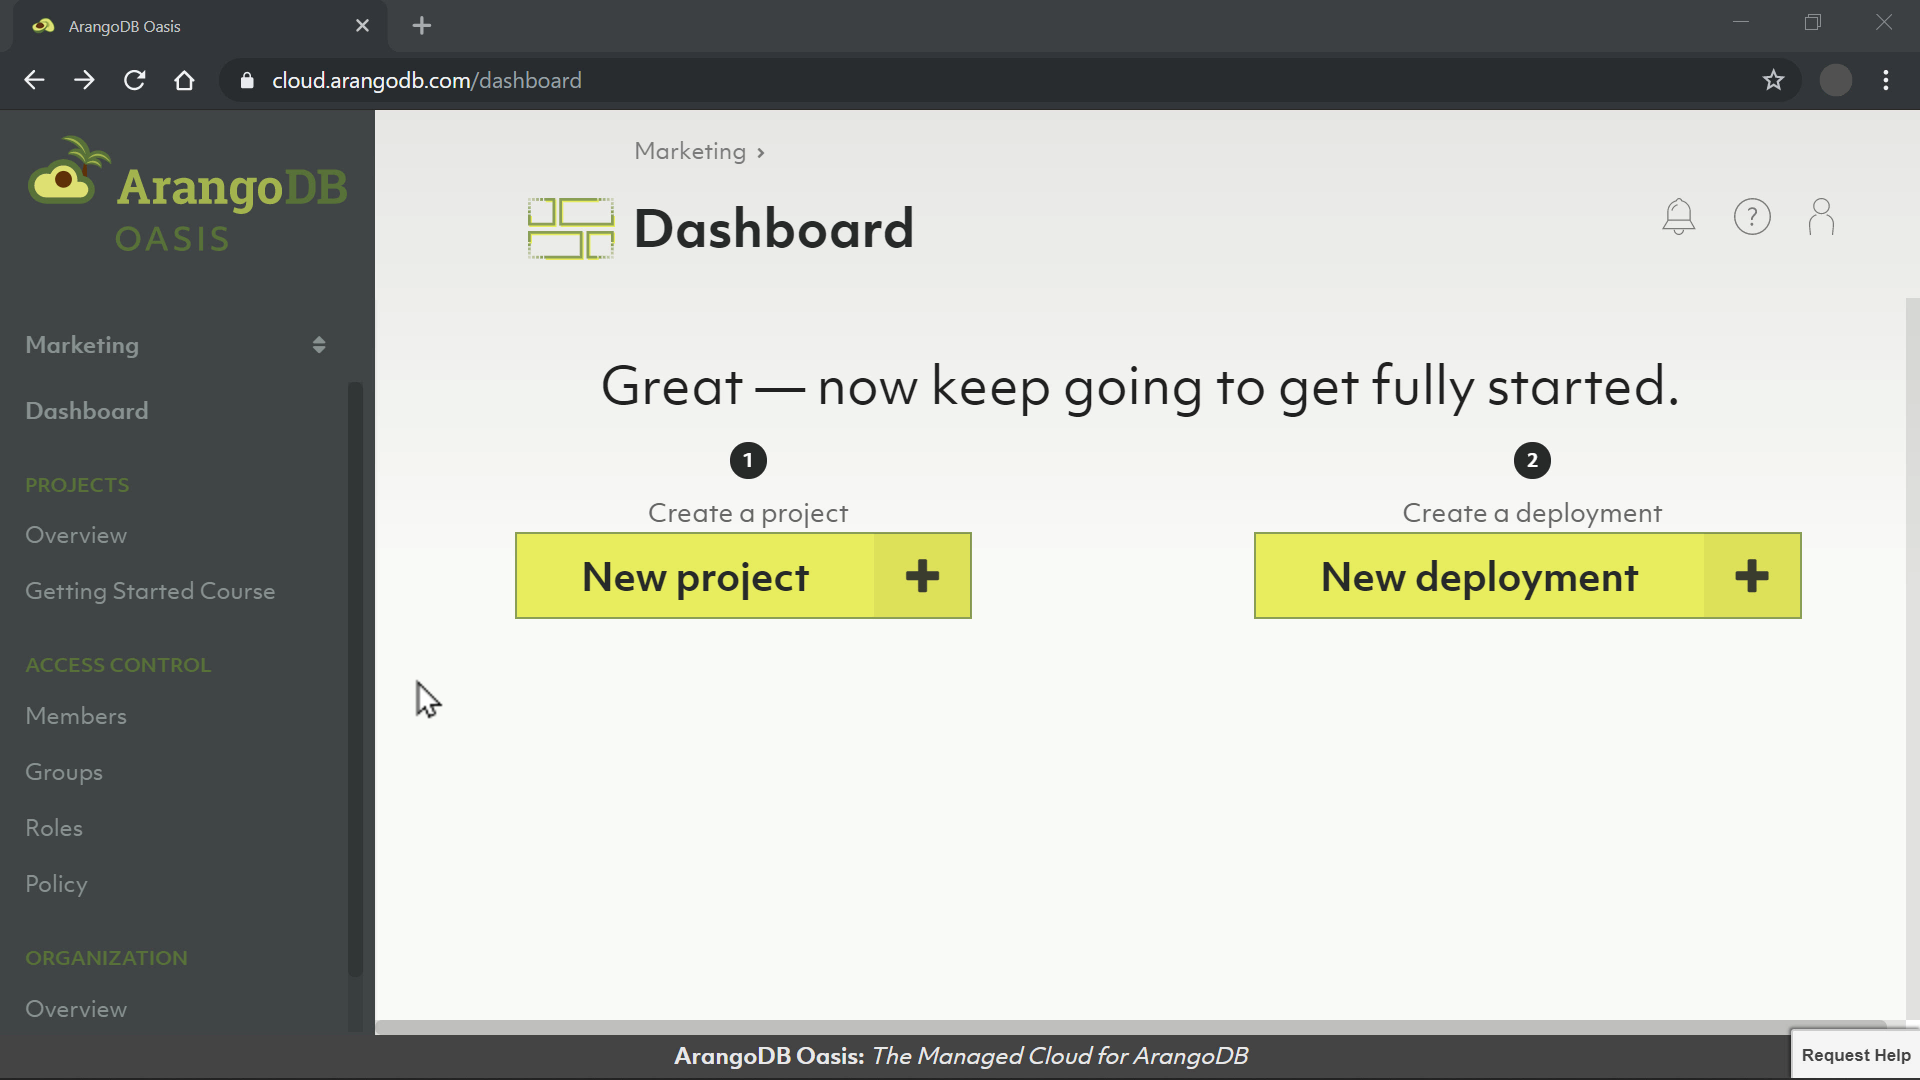 ArangoDB Oasis
cloud.arangodb.com/dashboard
ArangoDB
OASIS
Marketing
Dashboard
PROJECTS
Overview
Getting Started Course
ACCESS CONTROL
Members
Groups
Roles
Policy
ORGANIZATION
Overview
Marketing ›
Dashboard
?
Great — now keep going to get fully started.
1
Create a project
New project
2
Create a deployment
New deployment
ArangoDB Oasis: The Managed Cloud for ArangoDB
Request Help